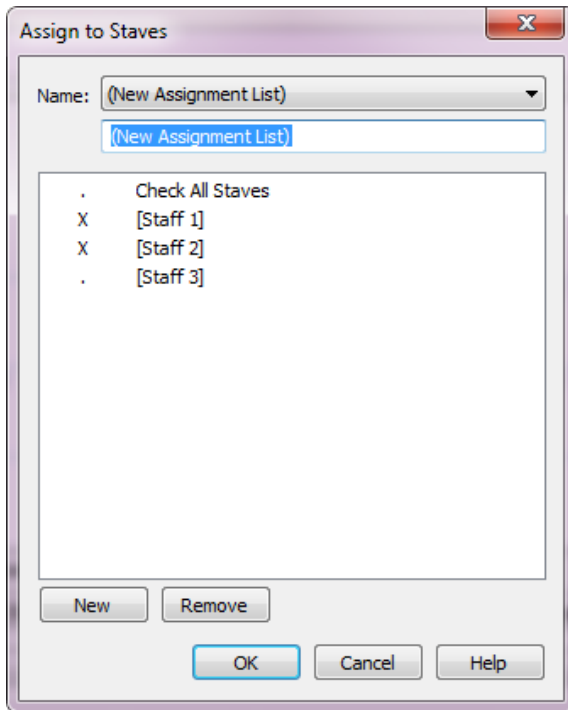 Assign to Staves
Name: (New Assignment List)
(New Assignment List)
. Check All Staves
X [Staff 1]
X [Staff 2]
. [Staff 3]
New Remove
OK Cancel Help